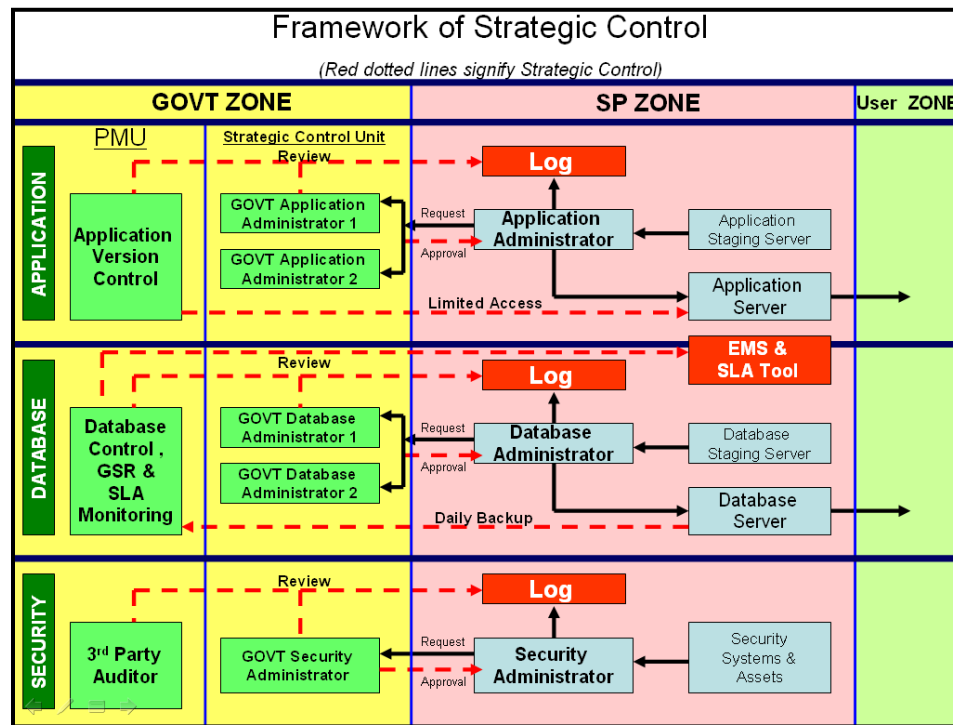 Framework of Strategic Control
(Red dotted lines signify Strategic Control)
GOVT ZONE
SP ZONE
User ZONE
PMU
Strategic Control Unit
APPLICATION
Review
Log
Application
Version
Control
GOVT Application
Administrator 1
GOVT Application
Administrator 2
Request
Approval
Application
Administrator
Application
Staging Server
Application
Server
Limited Access
DATABASE
EMS &
SLA Tool
Review
Log
Database
Control ,
GSR &
SLA
Monitoring
GOVT Database
Administrator 1
GOVT Database
Administrator 2
Request
Approval
Database
Administrator
Database
Staging Server
Database
Server
Daily Backup
SECURITY
Review
Log
3rd Party
Auditor
GOVT Security
Administrator
Request
Approval
Security
Administrator
Security
Systems &
Assets